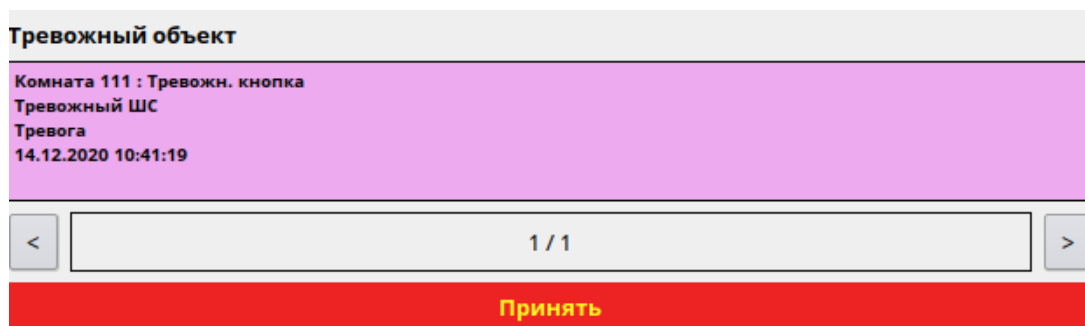 Тревожный объект
Комната 111 : Тревожн. кнопка
Тревожный ШС
Тревога
14.12.2020 10:41:19
< 1 / 1 >
Принять